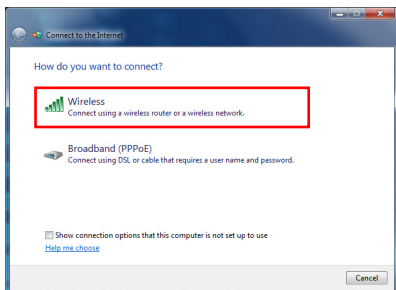 Connect to the Internet
How do you want to connect?
Wireless
Connect using a wireless router or a wireless network.
Broadband (PPPoE)
Connect using DSL or cable that requires a user name and password.
Show connection options that this computer is not set up to use
Help me choose
Cancel